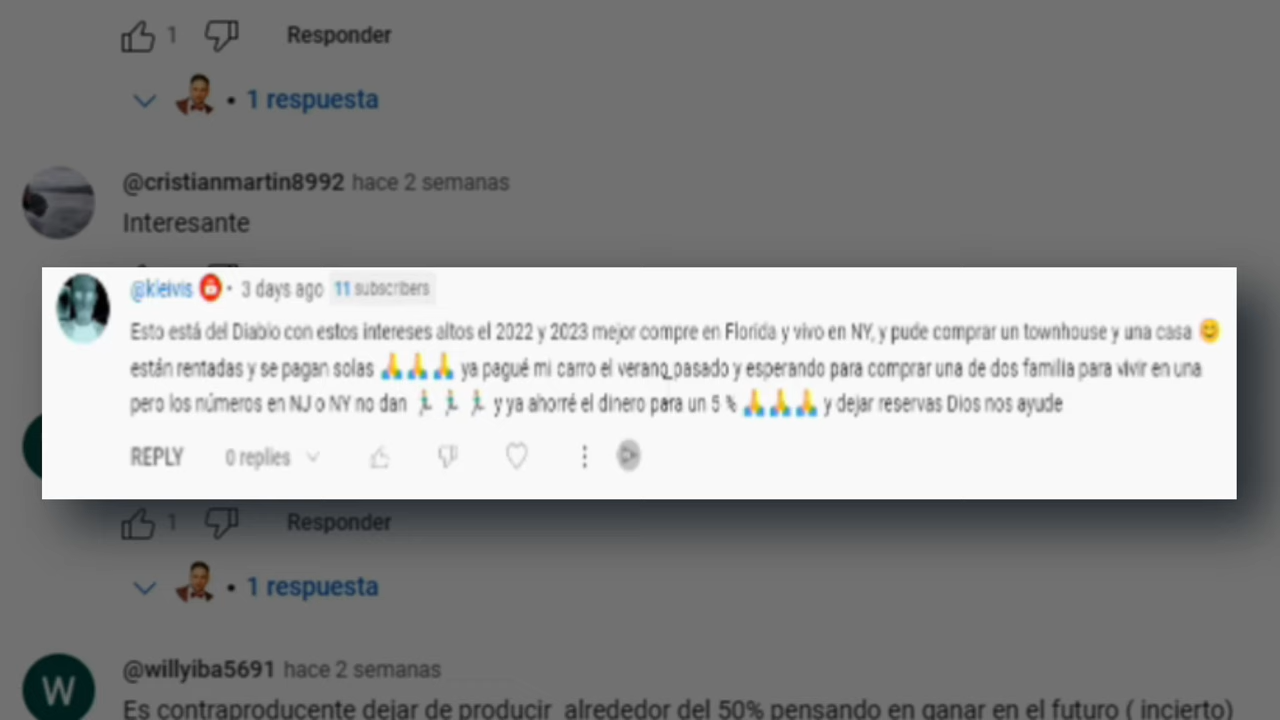 1 Responder
1 respuesta
@cristianmartin8992 hace 2 semanas
Interesante
@kleivis • 3 days ago 11 subscribers
Esto está del Diablo con estos intereses altos el 2022 y 2023 mejor compre en Florida y vivo en NY, y pude comprar un townhouse y una casa 😊
están rentadas y se pagan solas 🙏🙏🙏 ya pagué mi carro el verano pasado y esperando para comprar una de dos familia para vivir en una
pero los números en NJ o NY no dan 🏃🏃🏃 y ya ahorré el dinero para un 5 % 🙏🙏🙏 y dejar reservas Dios nos ayude
REPLY 0 replies
1 Responder
1 respuesta
W
@willyiba5691 hace 2 semanas
Es contraproducente dejar de producir alrededor del 50% pensando en ganar en el futuro ( incierto)